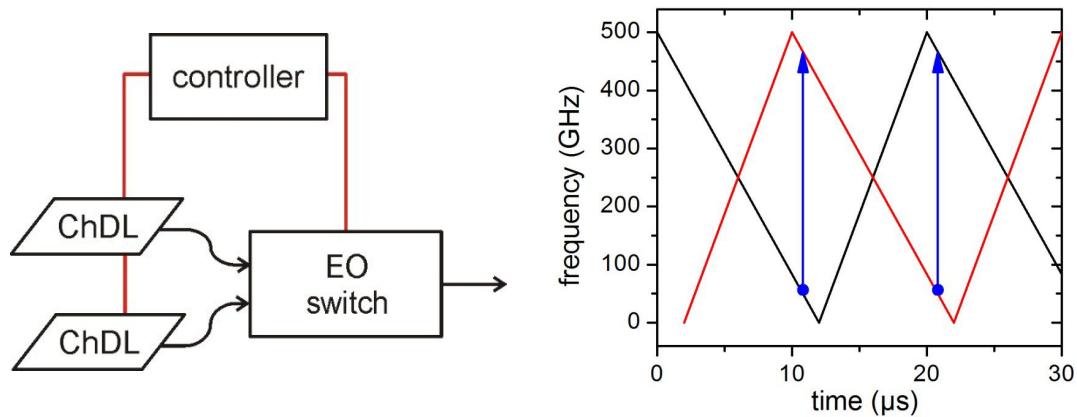 controller
ChDL
EO
switch
ChDL
frequency (GHz)
500
400
300
200
100
0
0
10
20
30
time (μs)